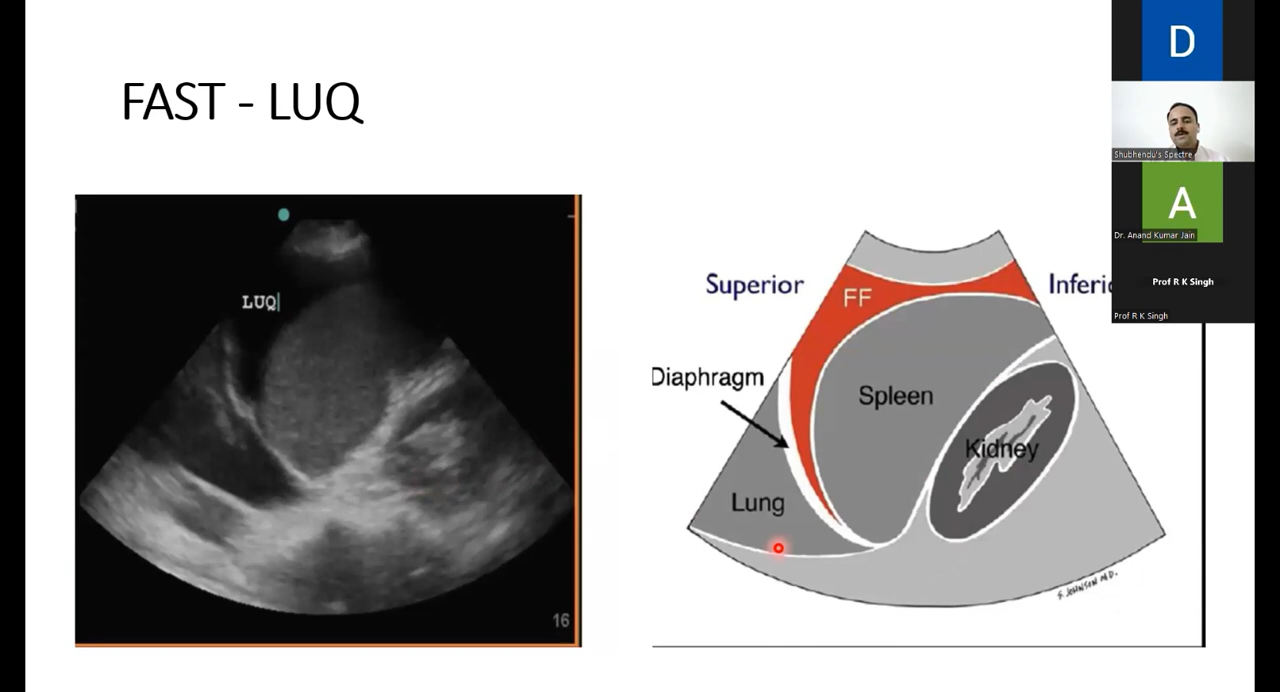 FAST - LUQ
LUQ
16
Superior
FF
Inferi
Diaphragm
Spleen
Kidney
Lung
S. JOHNSON M.D.
D
Shubhendu's Spectre
A
Dr. Anand Kumar Jain
Prof R K Singh
Prof R K Singh